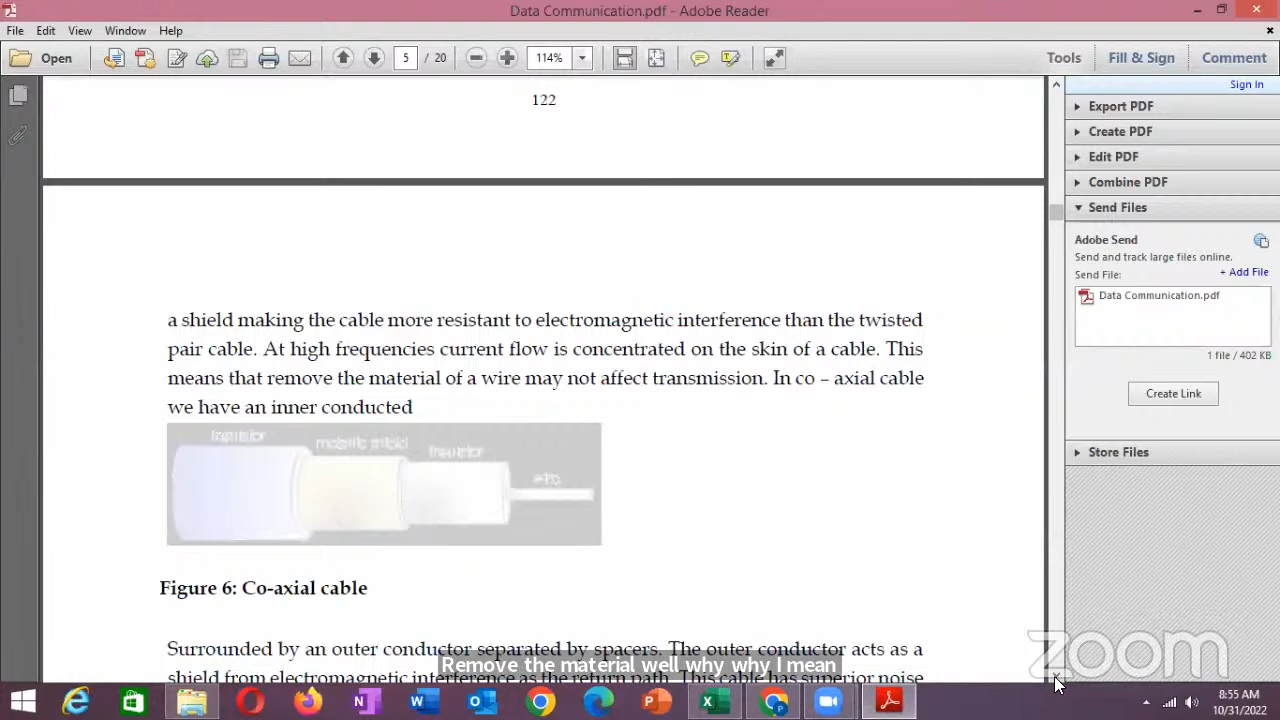 Data Communication.pdf - Adobe Reader
File Edit View Window Help
Open 5 / 20 114% Tools Fill & Sign Comment
Sign In
Export PDF
Create PDF
Edit PDF
Combine PDF
Send Files
Adobe Send
Send and track large files online.
Send File:
+ Add File
Data Communication.pdf
1 file / 402 KB
Create Link
Store Files
122
a shield making the cable more resistant to electromagnetic interference than the twisted
pair cable. At high frequencies current flow is concentrated on the skin of a cable. This
means that remove the material of a wire may not affect transmission. In co – axial cable
we have an inner conducted
insulator metallic shield insulator
Figure 6: Co-axial cable
Surrounded by an outer conductor separated by spacers. The outer conductor acts as a
shield from electromagnetic interference as the return path. This cable has superior noise
Remove the material well why why I mean
zoom
8:55 AM
10/31/2022